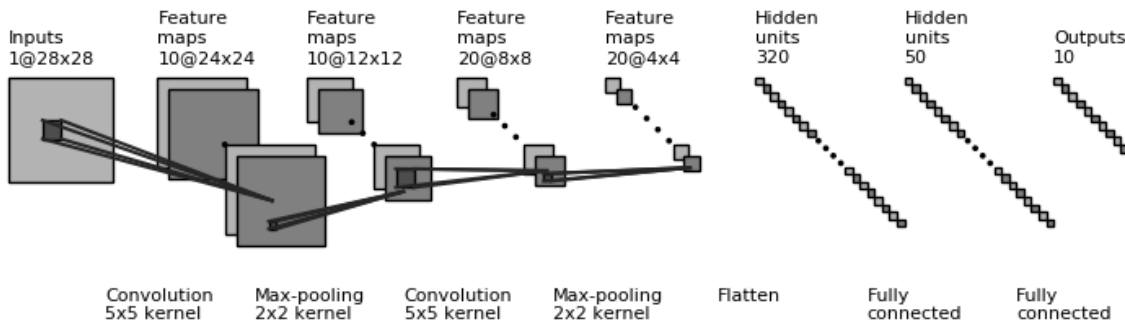 Inputs
1@28x28
Feature
maps
10@24x24
Feature
maps
10@12x12
Feature
maps
20@8x8
Feature
maps
20@4x4
Hidden
units
320
Hidden
units
50
Outputs
10
Convolution
5x5 kernel
Max-pooling
2x2 kernel
Convolution
5x5 kernel
Max-pooling
2x2 kernel
Flatten
Fully
connected
Fully
connected